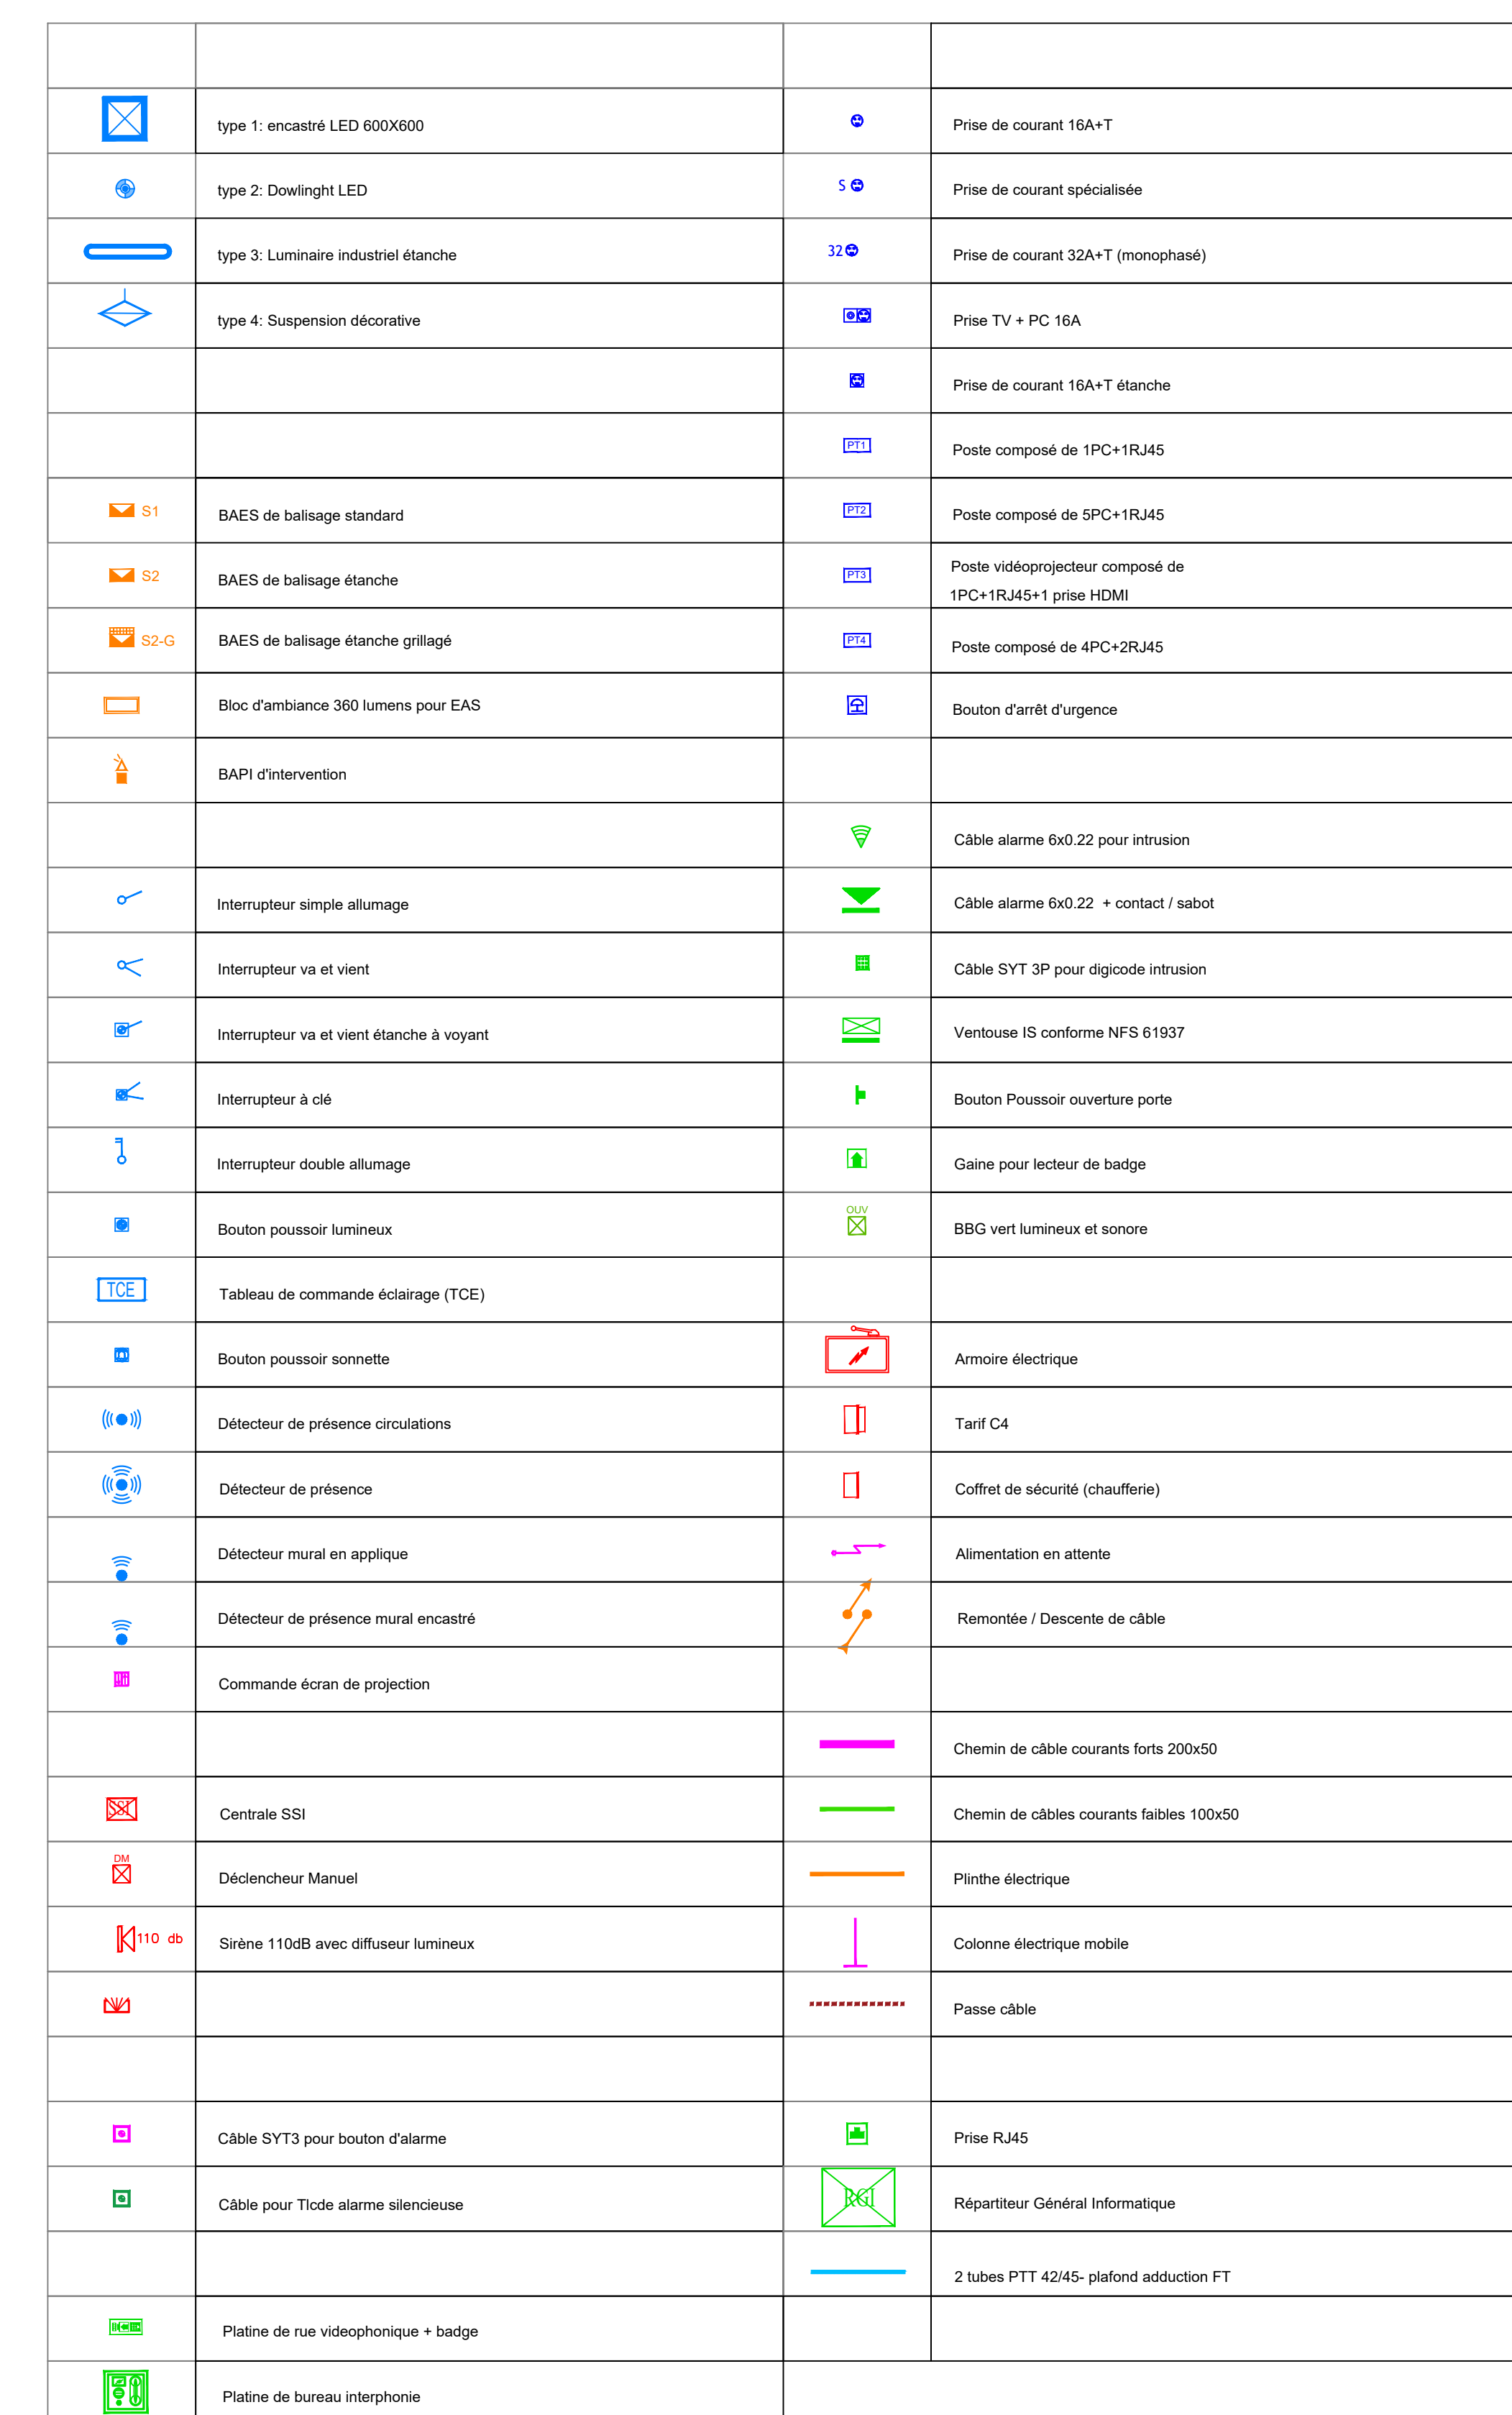 type 1: encastré LED 600X600
Prise de courant 16A+T
type 2: Dowlinght LED
S
Prise de courant spécialisée
type 3: Luminaire industriel étanche
32
Prise de courant 32A+T (monophasé)
type 4: Suspension décorative
Prise TV + PC 16A
Prise de courant 16A+T étanche
PT1
Poste composé de 1PC+1RJ45
S1
BAES de balisage standard
PT2
Poste composé de 5PC+1RJ45
S2
BAES de balisage étanche
PT3
Poste vidéoprojecteur composé de
1PC+1RJ45+1 prise HDMI
S2-G
BAES de balisage étanche grillagé
PT4
Poste composé de 4PC+2RJ45
Bloc d'ambiance 360 lumens pour EAS
Bouton d'arrêt d'urgence
BAPI d'intervention
Câble alarme 6x0.22 pour intrusion
Interrupteur simple allumage
Câble alarme 6x0.22 + contact / sabot
Interrupteur va et vient
Câble SYT 3P pour digicode intrusion
Interrupteur va et vient étanche à voyant
Ventouse IS conforme NFS 61937
Interrupteur à clé
Bouton Poussoir ouverture porte
Interrupteur double allumage
Gaine pour lecteur de badge
Bouton poussoir lumineux
OUV
BBG vert lumineux et sonore
TCE
Tableau de commande éclairage (TCE)
Bouton poussoir sonnette
Armoire électrique
Détecteur de présence circulations
Tarif C4
Détecteur de présence
Coffret de sécurité (chaufferie)
Détecteur mural en applique
Alimentation en attente
Détecteur de présence mural encastré
Remontée / Descente de câble
Commande écran de projection
Chemin de câble courants forts 200x50
SSI
Centrale SSI
Chemin de câbles courants faibles 100x50
DM
Déclencheur Manuel
Plinthe électrique
110 db
Sirène 110dB avec diffuseur lumineux
Colonne électrique mobile
Passe câble
Câble SYT3 pour bouton d'alarme
Prise RJ45
Câble pour Tlcde alarme silencieuse
RGI
Répartiteur Général Informatique
2 tubes PTT 42/45- plafond adduction FT
Platine de rue videophonique + badge
Platine de bureau interphonie